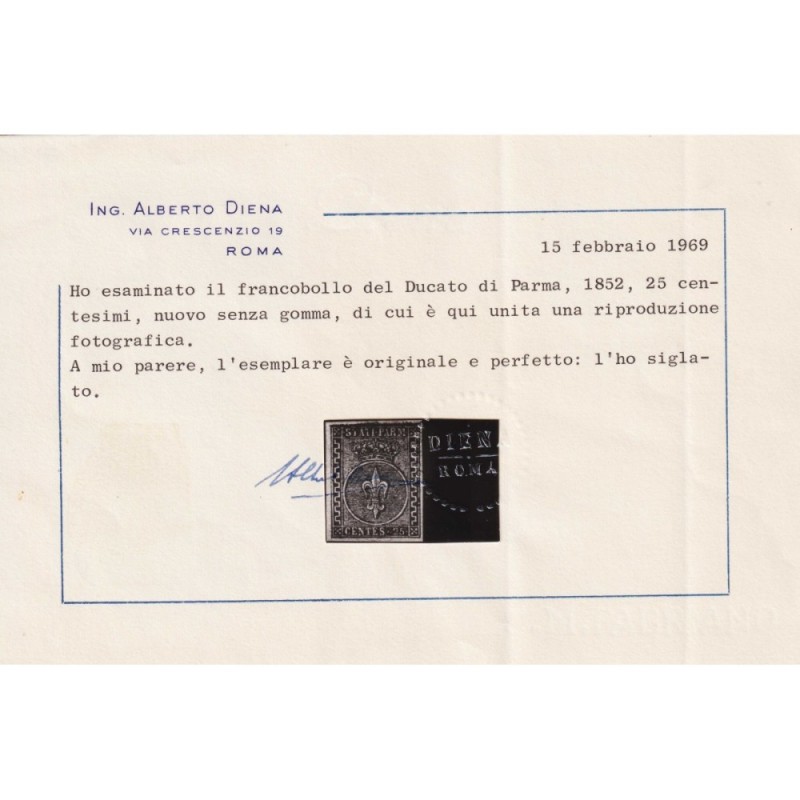 ING. ALBERTO DIENA
VIA CRESCENZIO 19
ROMA
15 febbraio 1969
Ho esaminato il francobollo del Ducato di Parma, 1852, 25 cen-
tesimi, nuovo senza gomma, di cui è qui unita una riproduzione
fotografica.
A mio parere, l'esemplare è originale e perfetto: l'ho sigla-
to.
STATI PARM
CENTES. 25
DIENA
ROMA